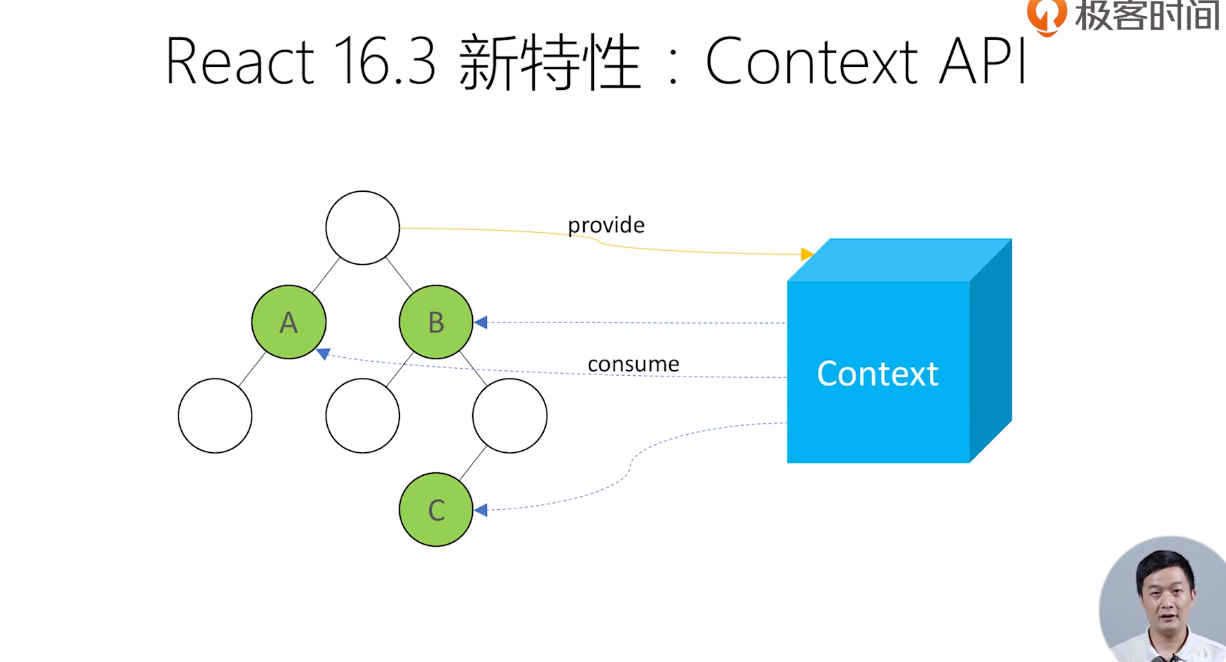 极客时间
React 16.3 新特性：Context API
provide
A
B
consume
Context
C